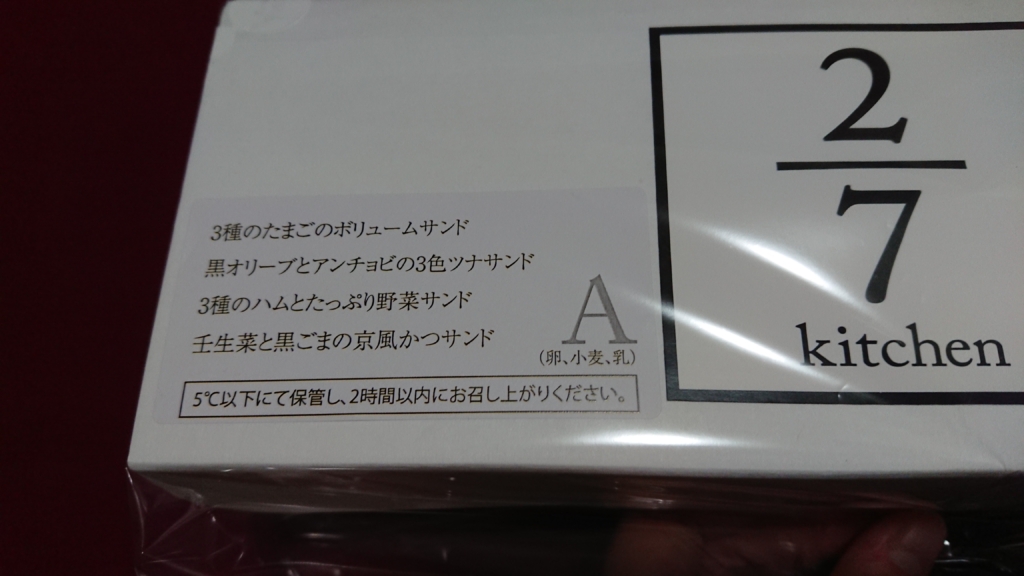 3種のたまごのボリュームサンド
黒オリーブとアンチョビの3色ツナサンド
3種のハムとたっぷり野菜サンド
壬生菜と黒ごまの京風かつサンド
A
(卵、小麦、乳)
5℃以下にて保管し、2時間以内にお召し上がりください。
2
7
kitchen